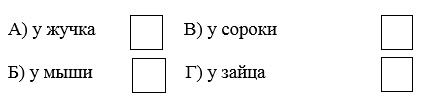 А) у жучка В) у сороки
Б) у мыши Г) у зайца